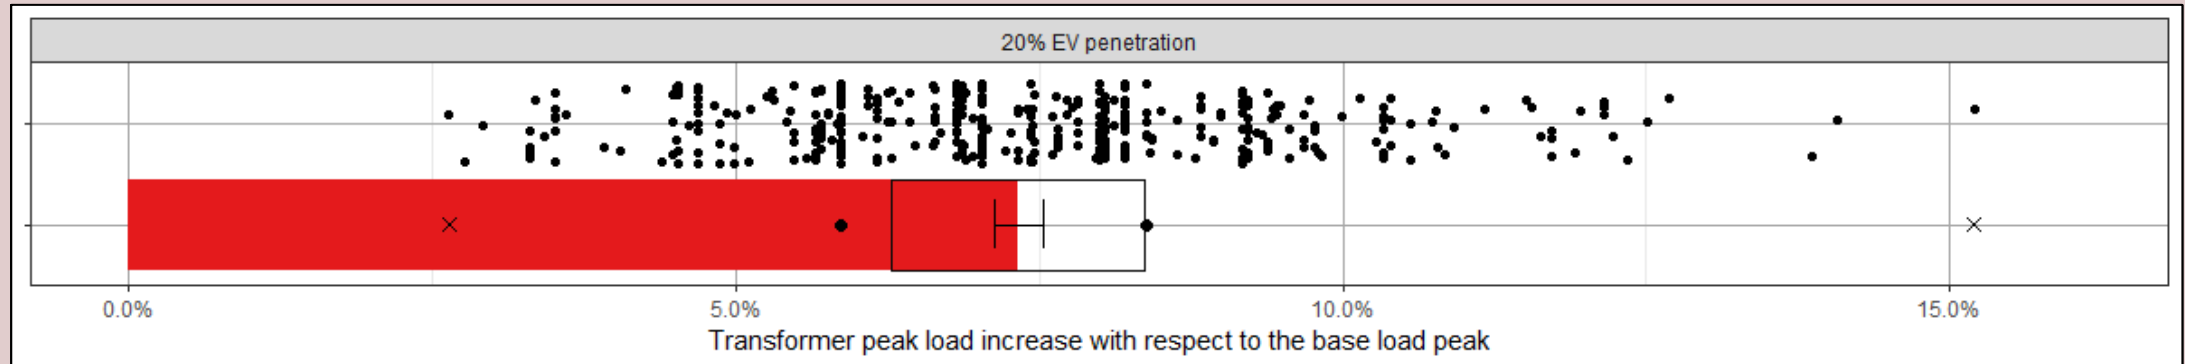 20% EV penetration
0.0% 5.0% 10.0% 15.0%
Transformer peak load increase with respect to the base load peak